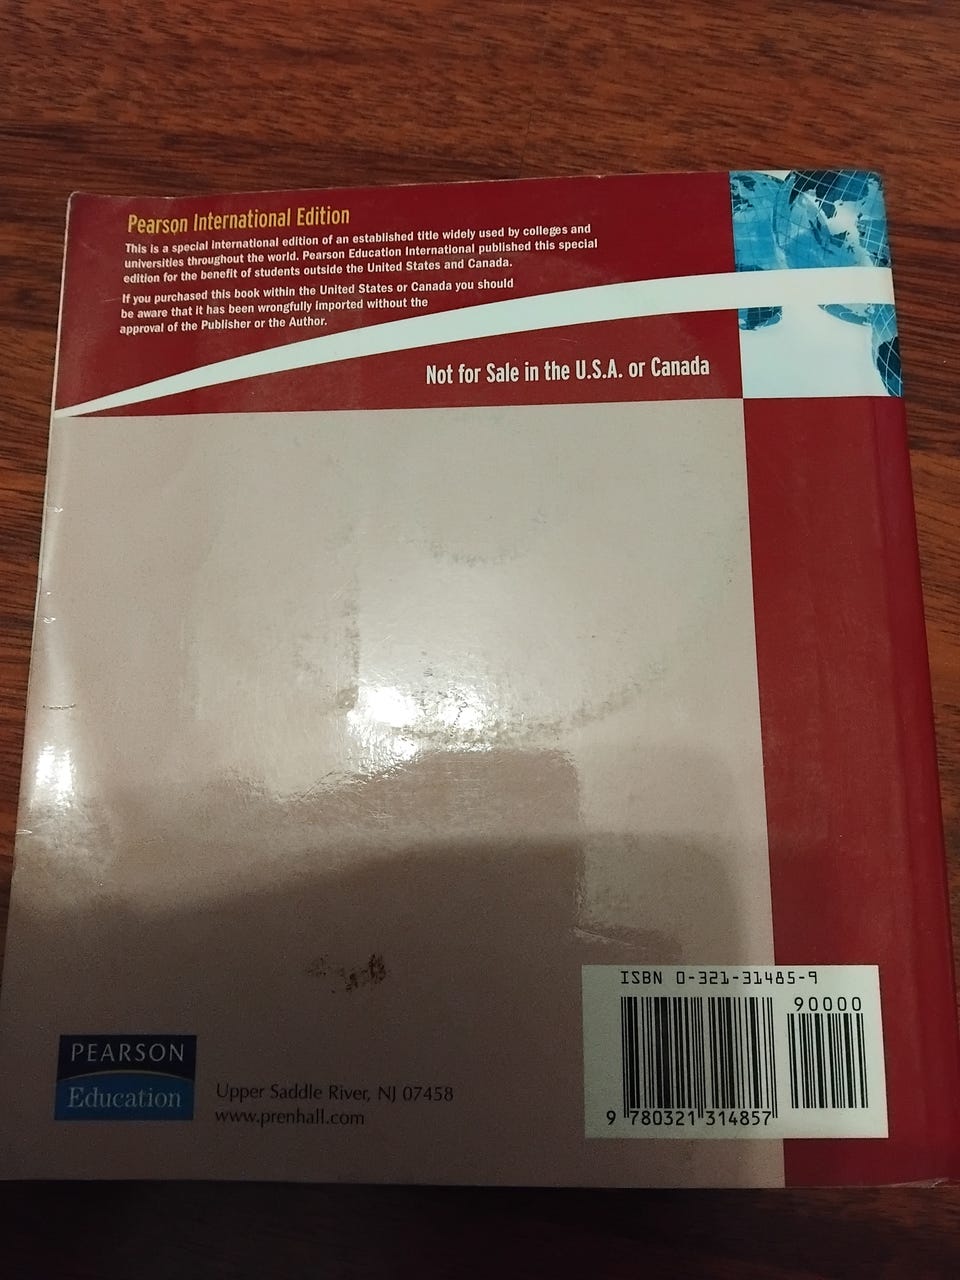 Pearson International Edition
This is a special international edition of an established title widely used by colleges and
universities throughout the world. Pearson Education International published this special
edition for the benefit of students outside the United States and Canada.
If you purchased this book within the United States or Canada you should
be aware that it has been wrongfully imported without the
approval of the Publisher or the Author.
Not for Sale in the U.S.A. or Canada
ISBN 0-321-31485-9
90000
9 780321 314857
PEARSON
Education
Upper Saddle River, NJ 07458
www.prenhall.com